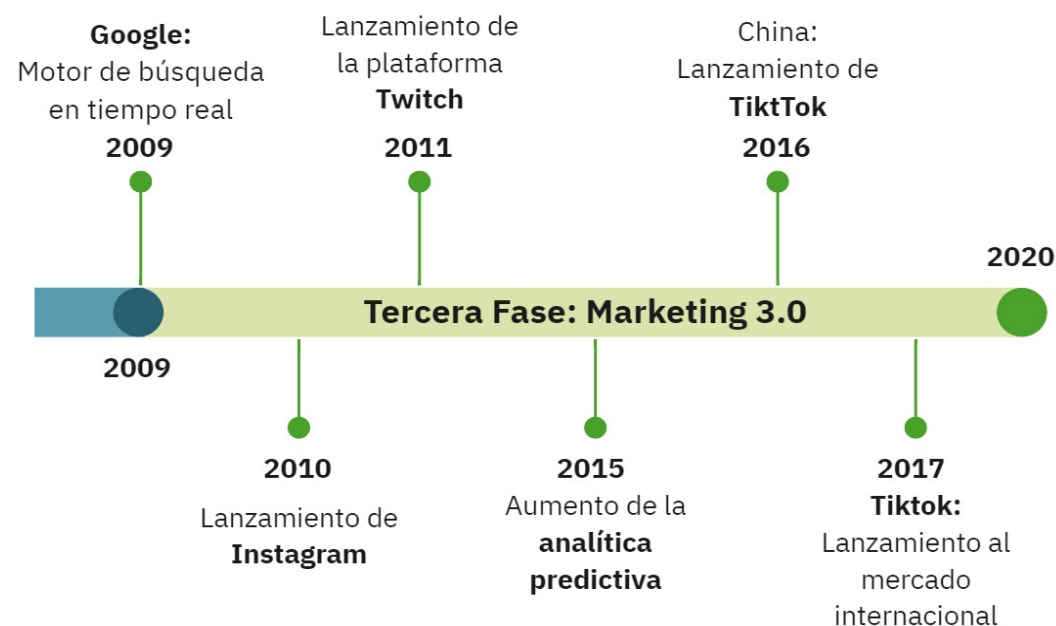 Google:
Motor de búsqueda
en tiempo real
2009
Lanzamiento de
la plataforma
Twitch
2011
China:
Lanzamiento de
TiktTok
2016
2020
Tercera Fase: Marketing 3.0
2009
2010
Lanzamiento de
Instagram
2015
Aumento de la
analítica
predictiva
2017
Tiktok:
Lanzamiento al
mercado
internacional